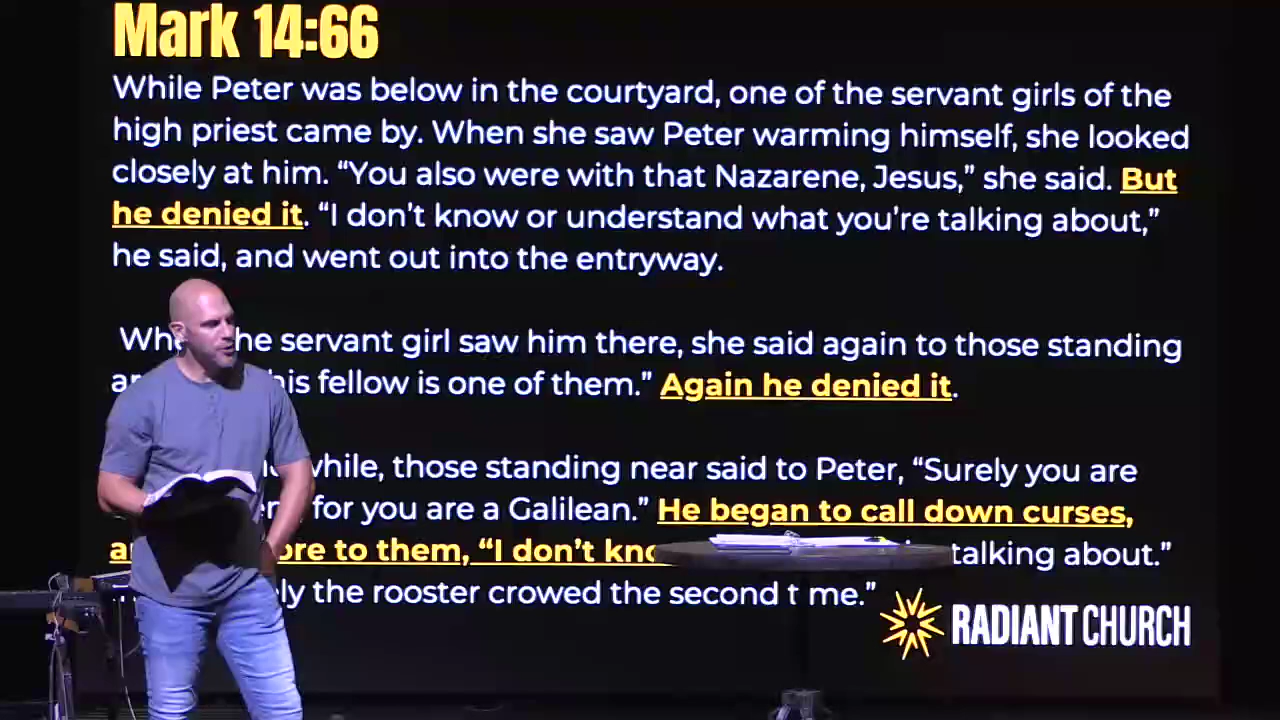 Mark 14:66
While Peter was below in the courtyard, one of the servant girls of the
high priest came by. When she saw Peter warming himself, she looked
closely at him. “You also were with that Nazarene, Jesus,” she said. But
he denied it. “I don’t know or understand what you’re talking about,”
he said, and went out into the entryway.
servant girl saw him there, she said again to those standing
fellow is one of them.” Again he denied it.
while, those standing near said to Peter, “Surely you are
for you are a Galilean.” He began to call down curses,
to them, “I don’t talking about.”
the rooster crowed the second t me.”
RADIANT CHURCH